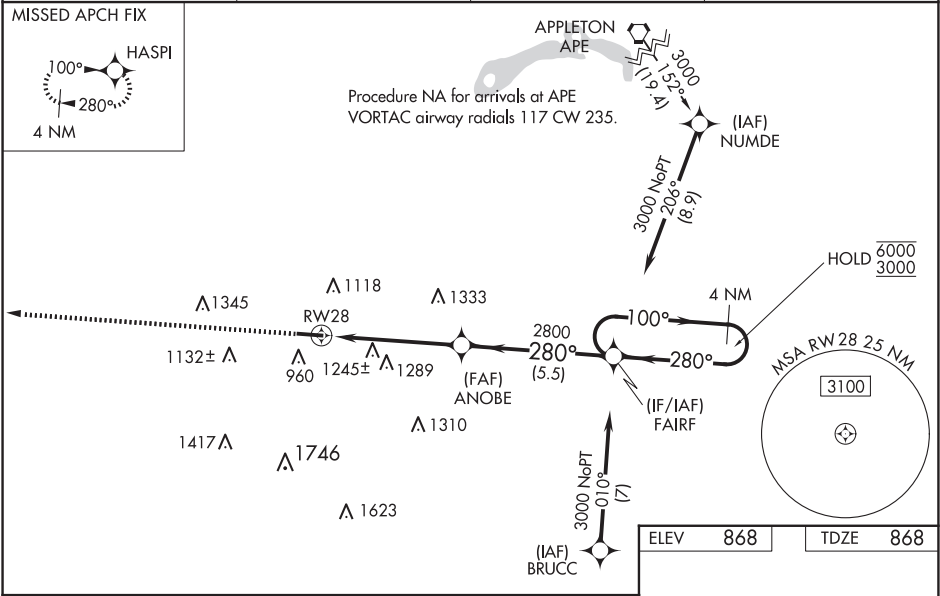 MISSED APCH FIX
HASPI
100°
280°
4 NM
APPLETON
APE
3000
152°
(19.4)
Procedure NA for arrivals at APE
VORTAC airway radials 117 CW 235.
(IAF)
NUMDE
3000 NoPT
206°
(8.9)
HOLD 6000
3000
4 NM
100°
280°
1345
1118
1333
RW28
2800
280°
(5.5)
1132±
960
1245±
1289
(FAF)
ANOBE
(IF/IAF)
FAIRF
MSA RW 28 25 NM
3100
1310
1417
1746
1623
3000 NoPT
010°
(7)
(IAF)
BRUCC
ELEV 868
TDZE 868